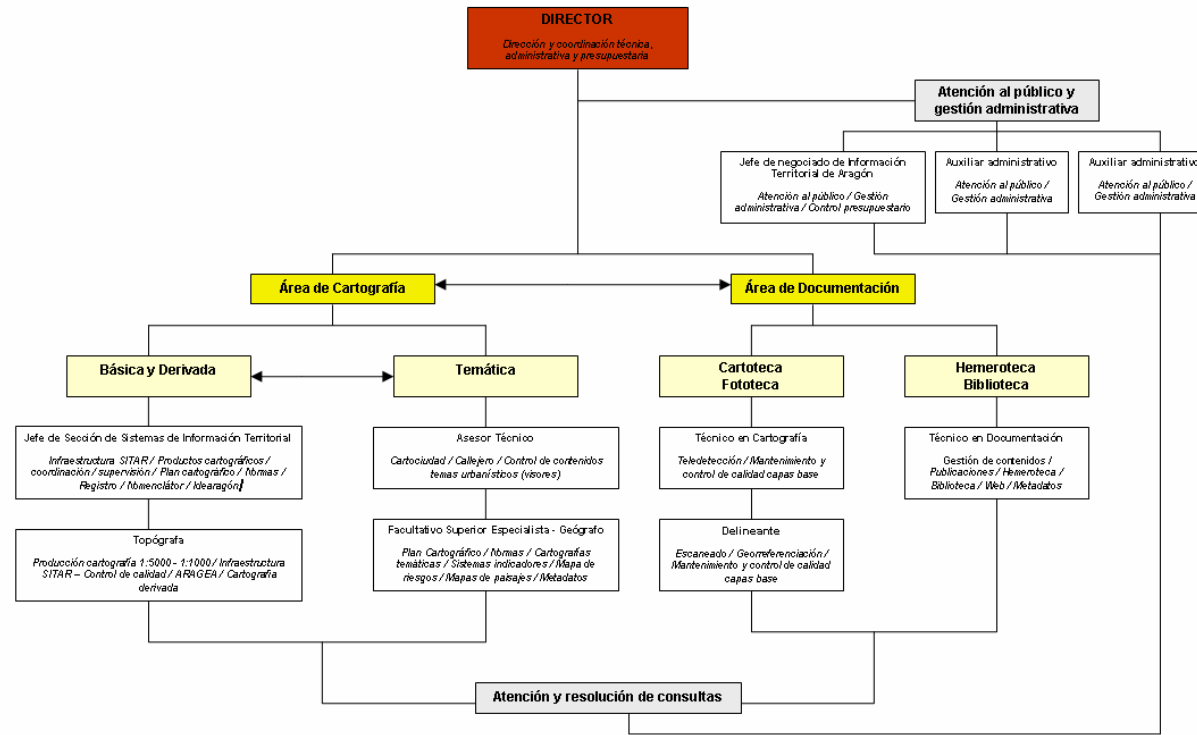 DIRECTOR
Dirección y coordinación técnica,
administrativa y presupuestaria
Atención al público y
gestión administrativa
Jefe de negociado de Información
Territorial de Aragón
Atención al público / Gestión
administrativa / Control presupuestario
Auxiliar administrativo
Atención al público /
Gestión administrativa
Auxiliar administrativo
Atención al público /
Gestión administrativa
Área de Cartografía
Área de Documentación
Básica y Derivada
Temática
Cartoteca
Fototeca
Hemeroteca
Biblioteca
Jefe de Sección de Sistemas de Información Territorial
Infraestructura SITAR / Productos cartográficos /
coordinación / supervisión / Plan cartográfico / Normas /
Registro / Nomenclátor / Idearagón/
Asesor Técnico
Cartociudad / Callejero / Control de contenidos
temas urbanísticos (visores)
Técnico en Cartografía
Teledetección / Mantenimiento y
control de calidad capas base
Técnico en Documentación
Gestión de contenidos /
Publicaciones / Hemeroteca /
Biblioteca / Web / Metadatos
Topógrafa
Producción cartografía 1:5000 - 1:1000 / Infraestructura
SITAR – Control de calidad / ARAGEA / Cartografía
derivada
Facultativo Superior Especialista - Geógrafo
Plan Cartográfico / Normas / Cartografías
temáticas / Sistemas indicadores / Mapa de
riesgos / Mapas de paisajes / Metadatos
Delineante
Escaneado / Georreferenciación /
Mantenimiento y control de calidad
capas base
Atención y resolución de consultas